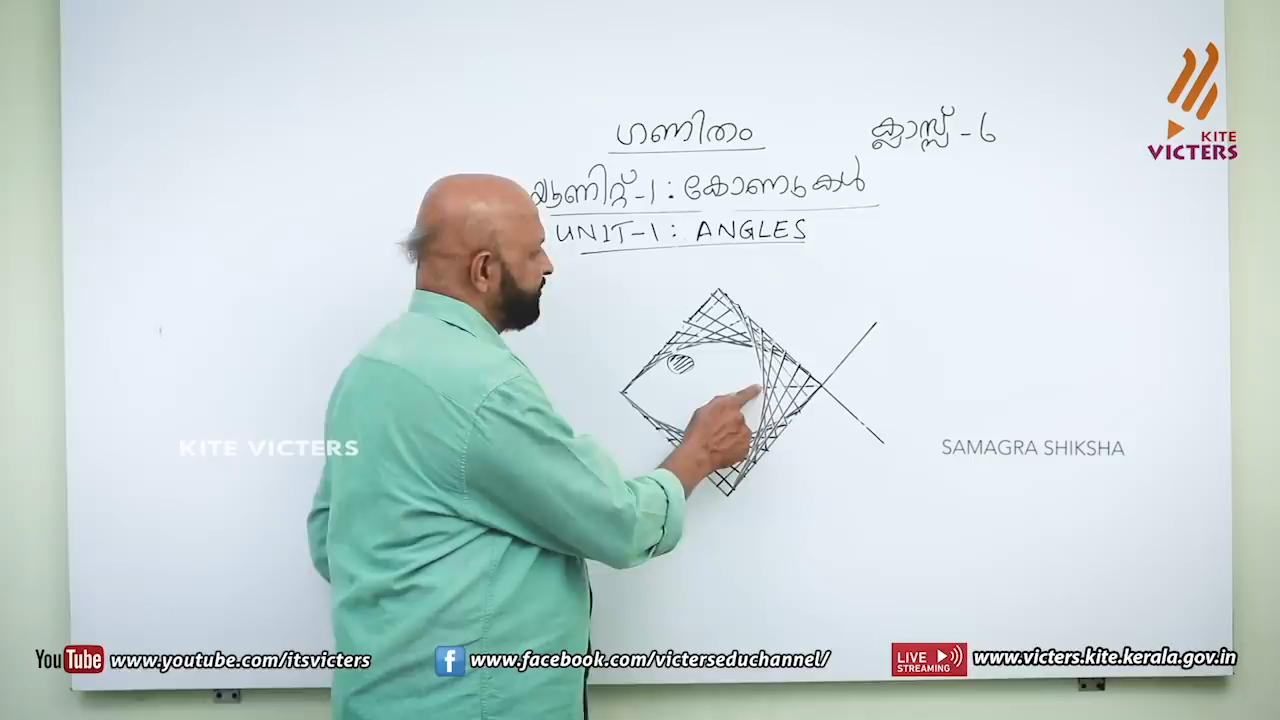 ഗണിതം
ക്ലാസ്സ് - 6
യൂണിറ്റ്-1 : കോണുകൾ
UNIT-1 : ANGLES
KITE
VICTERS
KITE VICTERS
SAMAGRA SHIKSHA
YouTube www.youtube.com/itsvicters
f www.facebook.com/victerseduchannel/
LIVE STREAMING www.victers.kite.kerala.gov.in